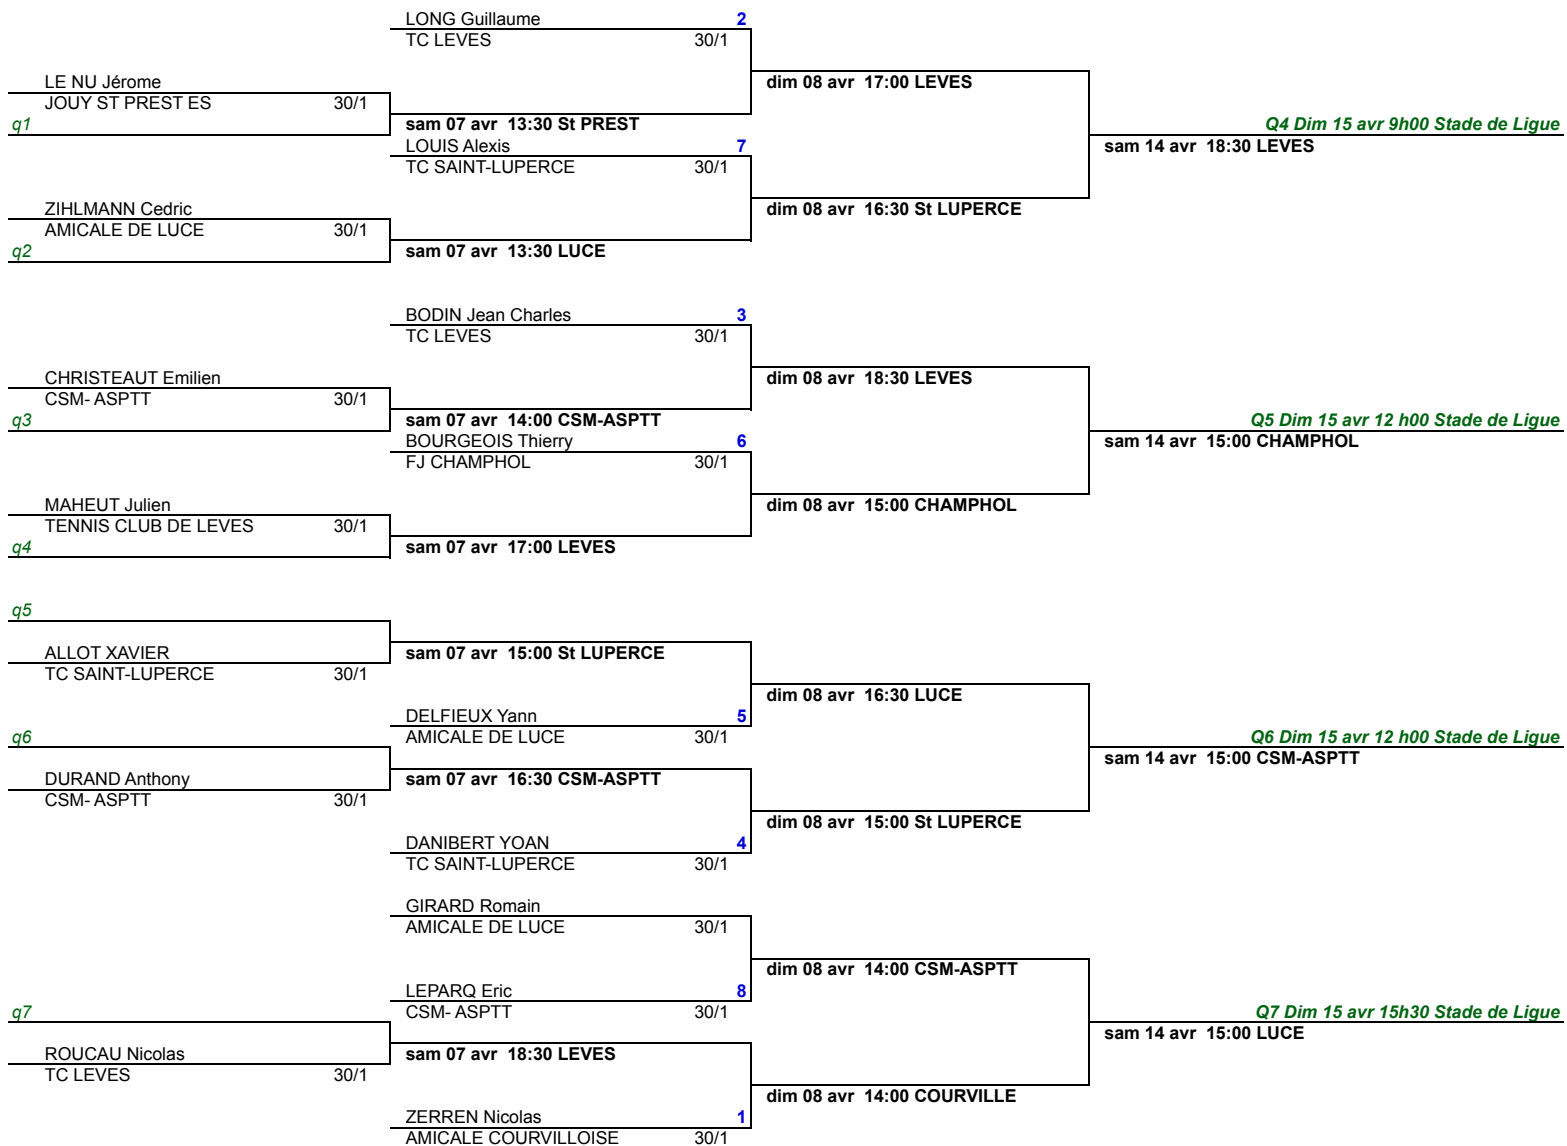 LONG Guillaume 2
TC LEVES 30/1
LE NU Jérome
dim 08 avr 17:00 LEVES
JOUY ST PREST ES 30/1
q1
sam 07 avr 13:30 St PREST
Q4 Dim 15 avr 9h00 Stade de Ligue
LOUIS Alexis 7
sam 14 avr 18:30 LEVES
TC SAINT-LUPERCE 30/1
ZIHLMANN Cedric
dim 08 avr 16:30 St LUPERCE
AMICALE DE LUCE 30/1
q2
sam 07 avr 13:30 LUCE
BODIN Jean Charles 3
TC LEVES 30/1
CHRISTEAUT Emilien
dim 08 avr 18:30 LEVES
CSM- ASPTT 30/1
q3
sam 07 avr 14:00 CSM-ASPTT
Q5 Dim 15 avr 12 h00 Stade de Ligue
BOURGEOIS Thierry 6
sam 14 avr 15:00 CHAMPHOL
FJ CHAMPHOL 30/1
MAHEUT Julien
dim 08 avr 15:00 CHAMPHOL
TENNIS CLUB DE LEVES 30/1
q4
sam 07 avr 17:00 LEVES
q5
ALLOT XAVIER
sam 07 avr 15:00 St LUPERCE
TC SAINT-LUPERCE 30/1
dim 08 avr 16:30 LUCE
DELFIEUX Yann 5
q6
AMICALE DE LUCE 30/1
Q6 Dim 15 avr 12 h00 Stade de Ligue
sam 14 avr 15:00 CSM-ASPTT
DURAND Anthony
sam 07 avr 16:30 CSM-ASPTT
CSM- ASPTT 30/1
dim 08 avr 15:00 St LUPERCE
DANIBERT YOAN 4
TC SAINT-LUPERCE 30/1
GIRARD Romain
AMICALE DE LUCE 30/1
dim 08 avr 14:00 CSM-ASPTT
LEPARQ Eric 8
q7
CSM- ASPTT 30/1
Q7 Dim 15 avr 15h30 Stade de Ligue
sam 14 avr 15:00 LUCE
ROUCAU Nicolas
sam 07 avr 18:30 LEVES
TC LEVES 30/1
dim 08 avr 14:00 COURVILLE
ZERREN Nicolas 1
AMICALE COURVILLOISE 30/1